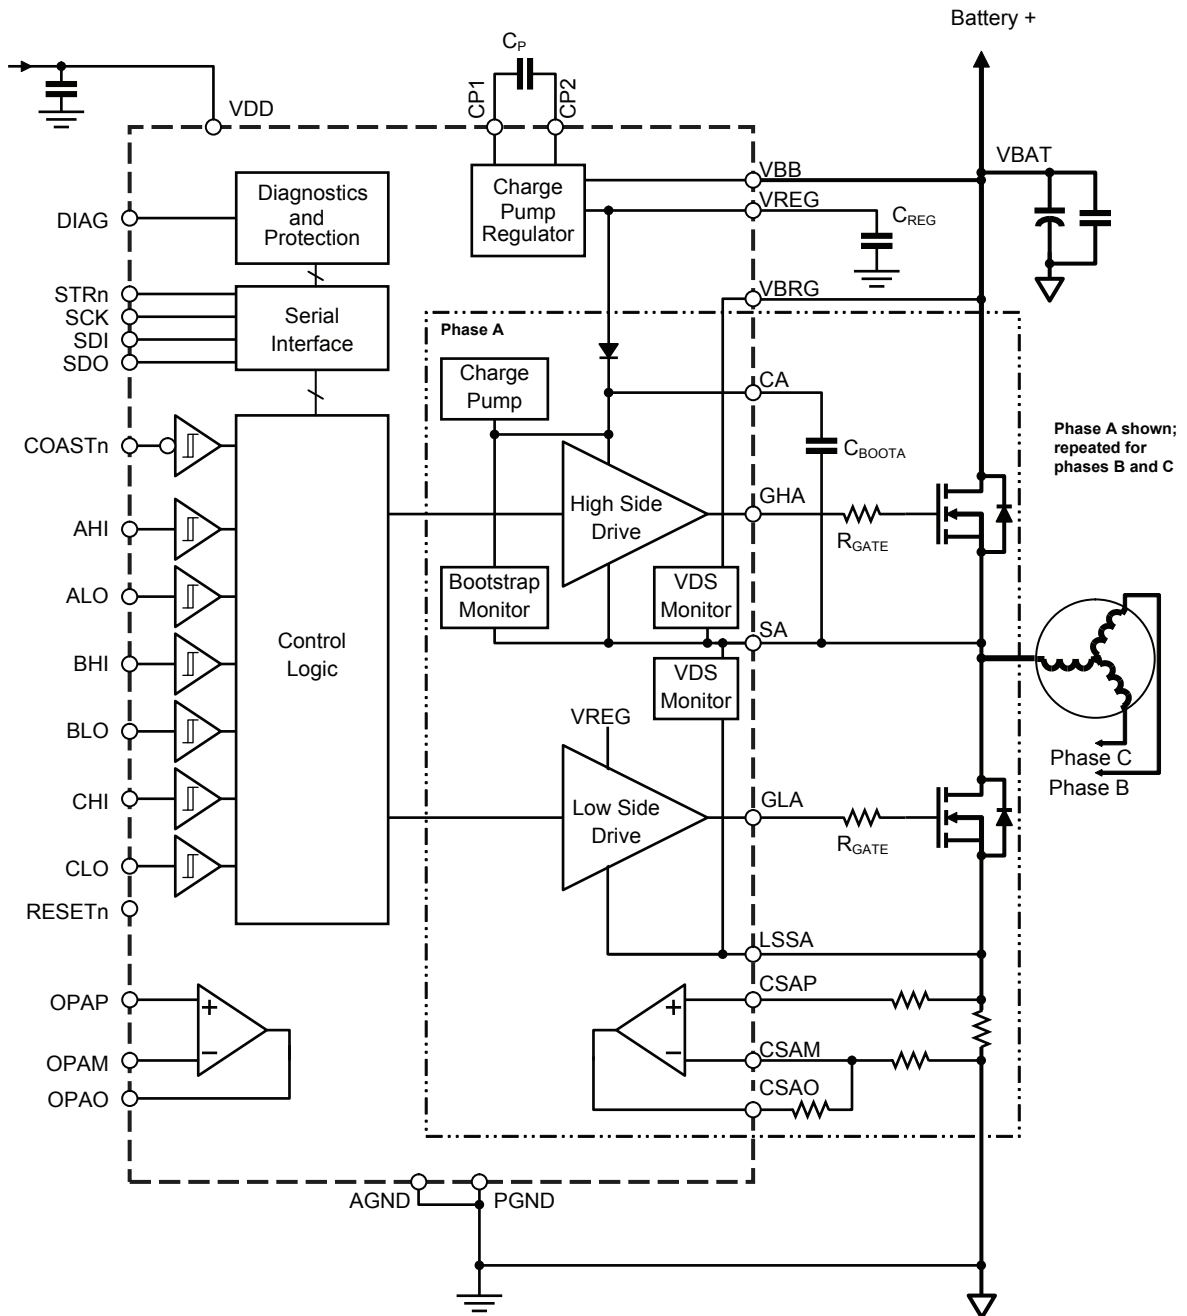 Battery +
CP
CP1
CP2
VDD
VBAT
VBB
Diagnostics
and
Protection
Charge
Pump
Regulator
VREG
CREG
DIAG
STRn
SCK
SDI
SDO
Serial
Interface
VBRG
Phase A
Charge
Pump
CA
COASTn
CBOOTA
Phase A shown;
repeated for
phases B and C
High Side
Drive
GHA
RGATE
AHI
Bootstrap
Monitor
VDS
Monitor
ALO
SA
Control
Logic
BHI
VDS
Monitor
VREG
BLO
Phase C
Phase B
CHI
Low Side
Drive
GLA
RGATE
CLO
RESETn
LSSA
OPAP
+
−
CSAP
+
−
OPAM
CSAM
OPAO
CSAO
AGND
PGND